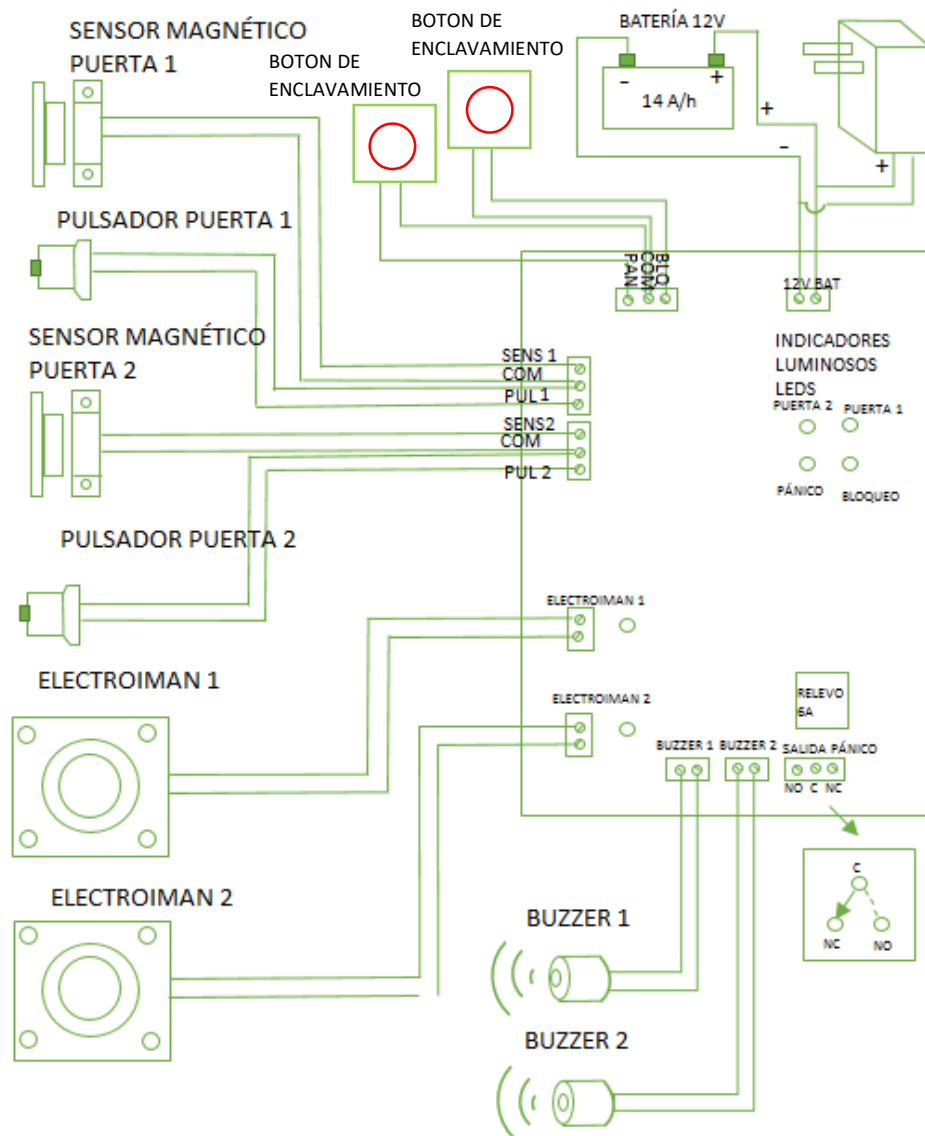 SENSOR MAGNÉTICO
PUERTA 1
BOTON DE
ENCLAVAMIENTO
BOTON DE
ENCLAVAMIENTO
BATERÍA 12V
- +
14 A/h
+
-
+
PULSADOR PUERTA 1
PAN
COM
BLO
12V BAT
SENSOR MAGNÉTICO
PUERTA 2
SENS 1
COM
PUL 1
SENS2
COM
PUL 2
INDICADORES
LUMINOSOS
LEDS
PUERTA 2 PUERTA 1
PÁNICO BLOQUEO
PULSADOR PUERTA 2
ELECTROIMAN 1
ELECTROIMAN 1
ELECTROIMAN 2
RELEVO
6A
BUZZER 1 BUZZER 2 SALIDA PÁNICO
NO C NC
ELECTROIMAN 2
C
NC NO
BUZZER 1
BUZZER 2